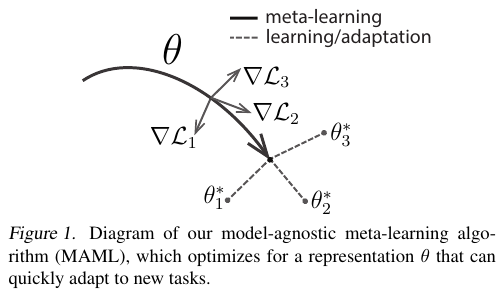 meta-learning
learning/adaptation
θ
∇ℒ₃
∇ℒ₂
∇ℒ₁
θ₃*
θ₁*
θ₂*
Figure 1. Diagram of our model-agnostic meta-learning algo-
rithm (MAML), which optimizes for a representation θ that can
quickly adapt to new tasks.